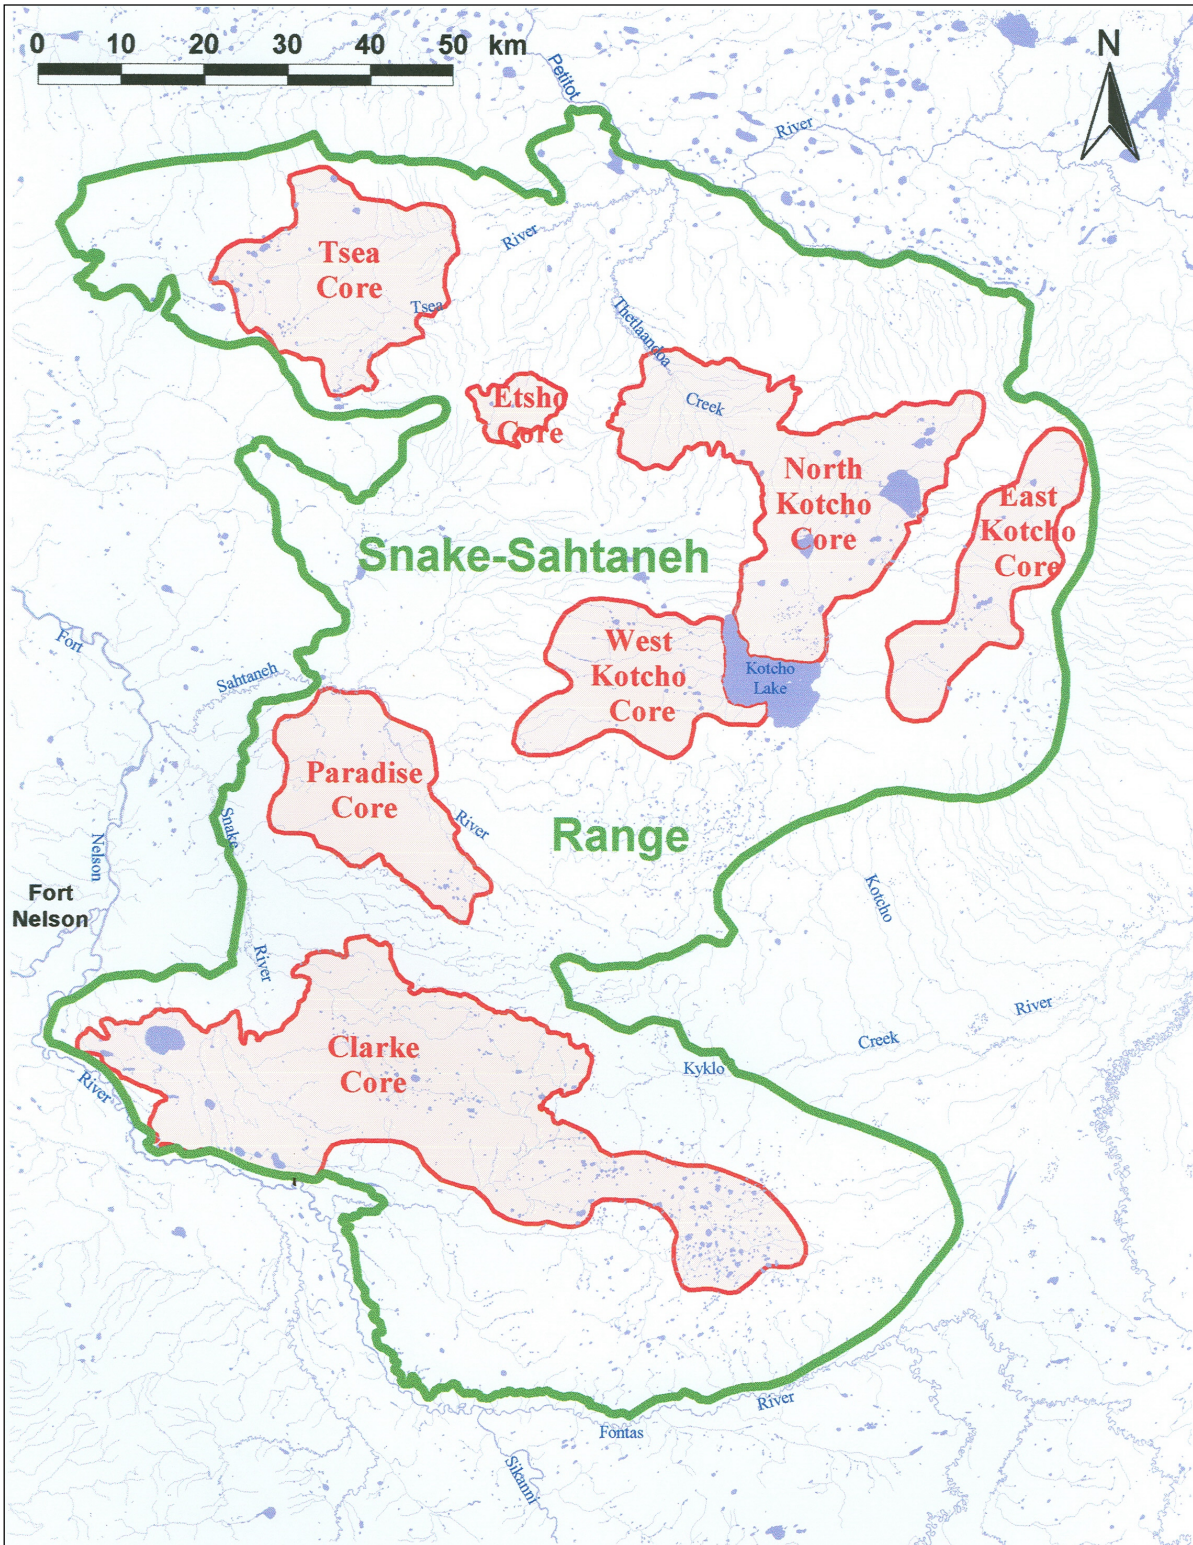 0 10 20 30 40 50 km
N
Petitot
River
River
Tsea
Core
Tsea
Thetlaandoa
Etsho
Core
Creek
North
Kotcho
Core
East
Kotcho
Core
Snake-Sahtaneh
Fort
Sahtaneh
West
Kotcho
Core
Kotcho
Lake
Paradise
Core
River
Snake
Range
Nelson
Fort
Nelson
Kotcho
River
River
Creek
Clarke
Core
Kyklo
River
River
Fontas
Sikanni